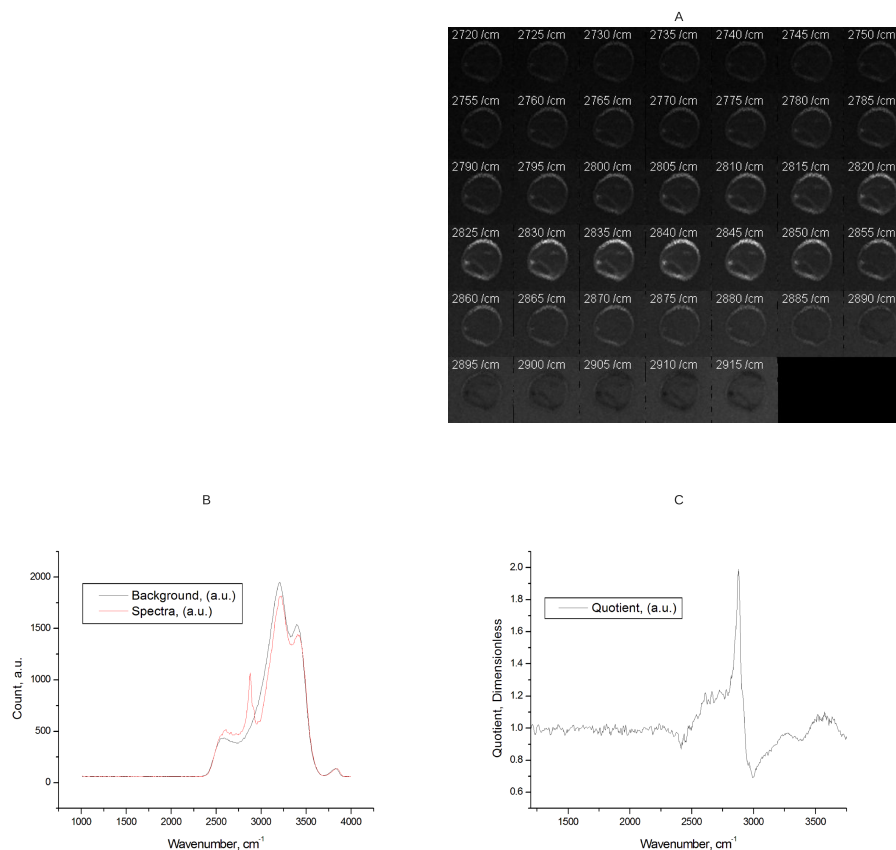 A
2720 /cm 2725 /cm 2730 /cm 2735 /cm 2740 /cm 2745 /cm 2750 /cm
2755 /cm 2760 /cm 2765 /cm 2770 /cm 2775 /cm 2780 /cm 2785 /cm
2790 /cm 2795 /cm 2800 /cm 2805 /cm 2810 /cm 2815 /cm 2820 /cm
2825 /cm 2830 /cm 2835 /cm 2840 /cm 2845 /cm 2850 /cm 2855 /cm
2860 /cm 2865 /cm 2870 /cm 2875 /cm 2880 /cm 2885 /cm 2890 /cm
2895 /cm 2900 /cm 2905 /cm 2910 /cm 2915 /cm
B
Background, (a.u.)
Spectra, (a.u.)
Count, a.u.
2000
1500
1000
500
0
1000 1500 2000 2500 3000 3500 4000
Wavenumber, cm⁻¹
C
Quotient, (a.u.)
Quotient, Dimensionless
2.0
1.8
1.6
1.4
1.2
1.0
0.8
0.6
1500 2000 2500 3000 3500
Wavenumber, cm⁻¹